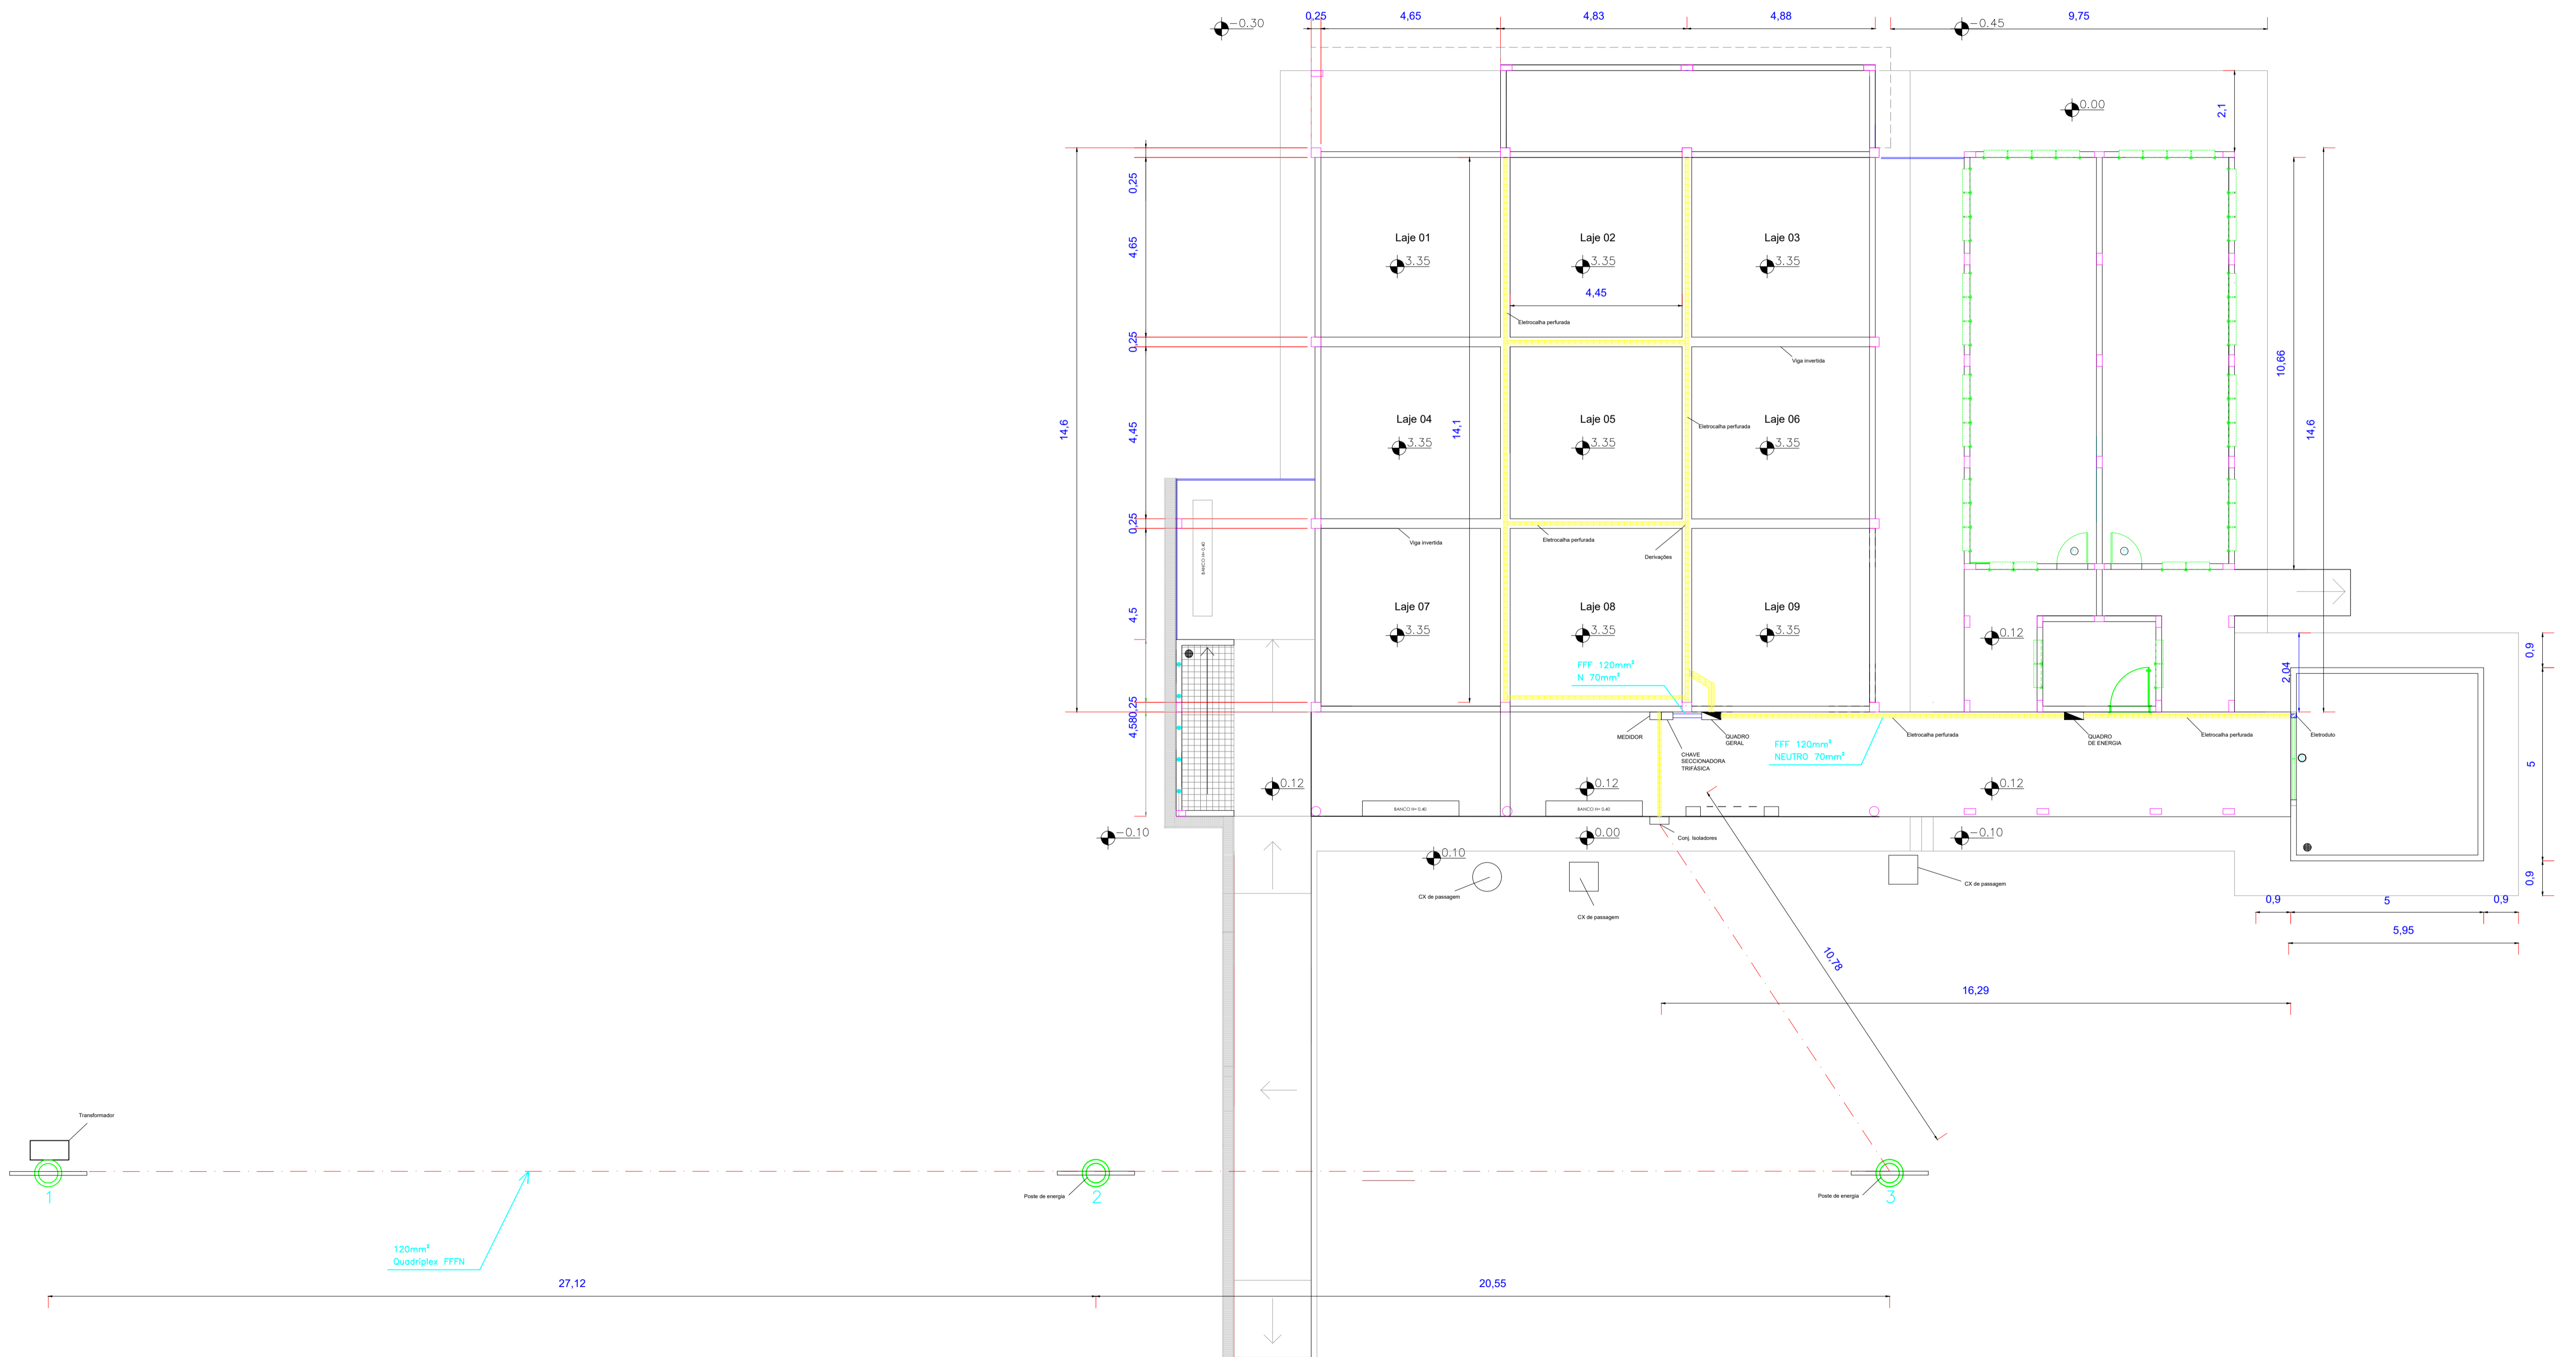 -0.30
0,25
4,65
4,83
4,88
-0.45
9,75
0.00
2,1
0,25
4,65
Laje 01
3.35
Laje 02
3.35
Laje 03
3.35
4,45
Eletrocalha perfurada
0,25
Viga invertida
10,66
14,6
4,45
14,1
Laje 04
3.35
Laje 05
3.35
Laje 06
3.35
Eletrocalha perfurada
14,6
0,25
Viga invertida
Eletrocalha perfurada
Derivações
BANCO H= 0.40
4,5
Laje 07
3.35
Laje 08
3.35
Laje 09
3.35
0.12
0,9
2,04
FFF 120mm²
N 70mm²
0,25
4,58
MEDIDOR
CHAVE
SECCIONADORA
TRIFÁSICA
QUADRO
GERAL
FFF 120mm²
NEUTRO 70mm²
Eletrocalha perfurada
QUADRO
DE ENERGIA
Eletrocalha perfurada
Eletroduto
5
0.12
0.12
0.12
BANCO H= 0.40
BANCO H= 0.40
-0.10
0.00
Conj. Isoladores
-0.10
0.10
CX de passagem
CX de passagem
CX de passagem
0,9
0,9
5
0,9
5,95
10,78
16,29
Transformador
1
Poste de energia
2
Poste de energia
3
120mm²
Quadriplex FFFN
27,12
20,55